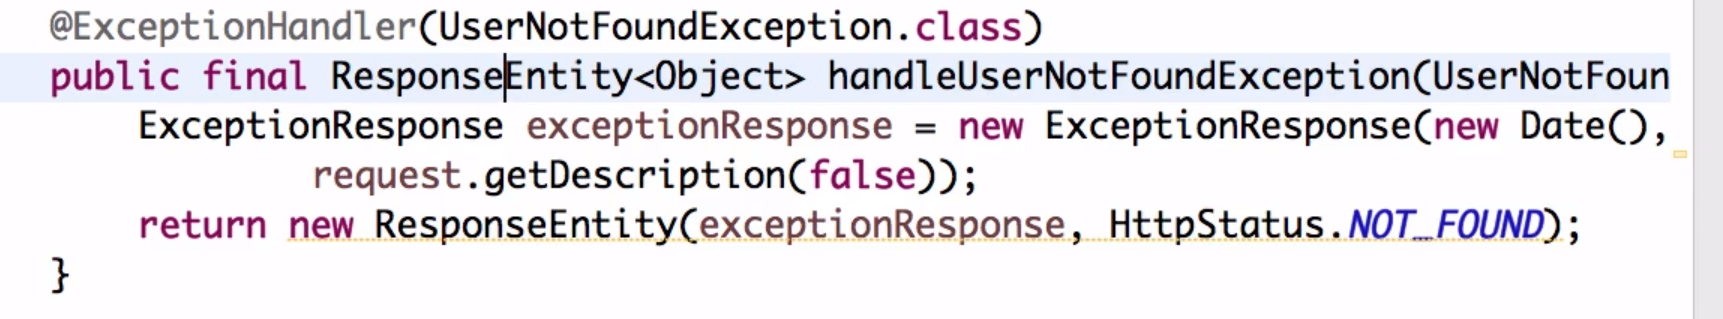 @ExceptionHandler(UserNotFoundException.class)
public final ResponseEntity<Object> handleUserNotFoundException(UserNotFoun
ExceptionResponse exceptionResponse = new ExceptionResponse(new Date(),
request.getDescription(false));
return new ResponseEntity(exceptionResponse, HttpStatus.NOT_FOUND);
}